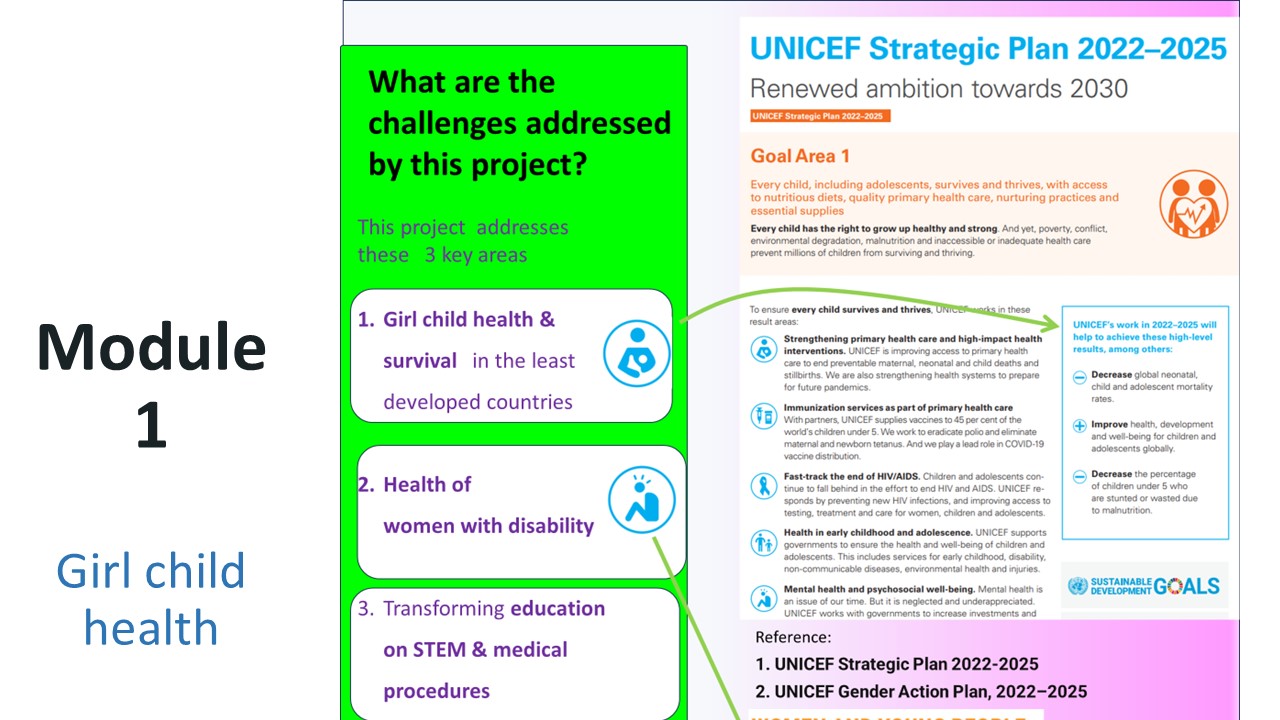 Module
1
Girl child
health
What are the
challenges addressed
by this project?
This project addresses
these 3 key areas
1. Girl child health &
survival in the least
developed countries
2. Health of
women with disability
3. Transforming education
on STEM & medical
procedures
UNICEF Strategic Plan 2022–2025
Renewed ambition towards 2030
UNICEF Strategic Plan 2022–2025
Goal Area 1
Every child, including adolescents, survives and thrives, with access
to nutritious diets, quality primary health care, nurturing practices and
essential supplies
Every child has the right to grow up healthy and strong. And yet, poverty, conflict,
environmental degradation, malnutrition and inaccessible or inadequate health care
prevent millions of children from surviving and thriving.
To ensure every child survives and thrives, UNICEF works in these
result areas:
Strengthening primary health care and high-impact health
interventions. UNICEF is improving access to primary health
care to end preventable maternal, neonatal and child deaths and
stillbirths. We are also strengthening health systems to prepare
for future pandemics.
Immunization services as part of primary health care
With partners, UNICEF supplies vaccines to 45 per cent of the
world's children under 5. We work to eradicate polio and eliminate
maternal and newborn tetanus. And we play a lead role in COVID-19
vaccine distribution.
Fast-track the end of HIV/AIDS. Children and adolescents con-
tinue to fall behind in the effort to end HIV and AIDS. UNICEF re-
sponds by preventing new HIV infections, and improving access to
testing, treatment and care for women, children and adolescents.
Health in early childhood and adolescence. UNICEF supports
governments to ensure the health and well-being of children and
adolescents. This includes services for early childhood, disability,
non-communicable diseases, environmental health and injuries.
Mental health and psychosocial well-being. Mental health is
an issue of our time. But it is neglected and underappreciated.
UNICEF works with governments to increase investments and
UNICEF's work in 2022–2025 will
help to achieve these high-level
results, among others:
Decrease global neonatal,
child and adolescent mortality
rates.
Improve health, development
and well-being for children and
adolescents globally.
Decrease the percentage
of children under 5 who
are stunted or wasted due
to malnutrition.
SUSTAINABLE
DEVELOPMENT GOALS
Reference:
1. UNICEF Strategic Plan 2022-2025
2. UNICEF Gender Action Plan, 2022–2025
WOMEN AND YOUNG PEOPLE